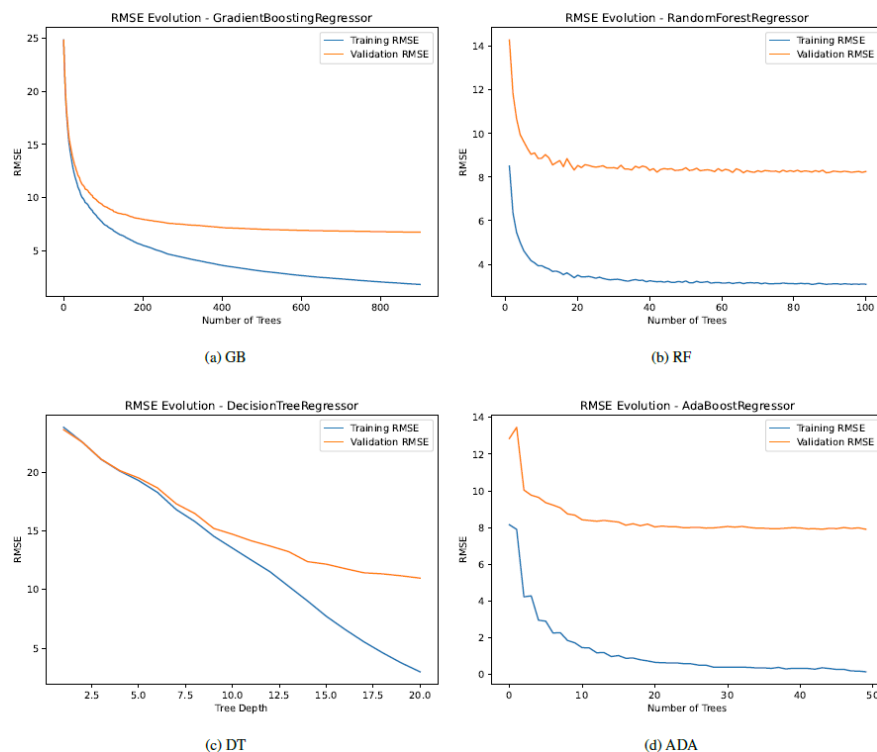 RMSE Evolution - GradientBoostingRegressor
Training RMSE
Validation RMSE
RMSE
25
20
15
10
5
0 200 400 600 800
Number of Trees
(a) GB
RMSE Evolution - RandomForestRegressor
Training RMSE
Validation RMSE
RMSE
14
12
10
8
6
4
0 20 40 60 80 100
Number of Trees
(b) RF
RMSE Evolution - DecisionTreeRegressor
Training RMSE
Validation RMSE
RMSE
20
15
10
5
2.5 5.0 7.5 10.0 12.5 15.0 17.5 20.0
Tree Depth
(c) DT
RMSE Evolution - AdaBoostRegressor
Training RMSE
Validation RMSE
RMSE
14
12
10
8
6
4
2
0
0 10 20 30 40 50
Number of Trees
(d) ADA